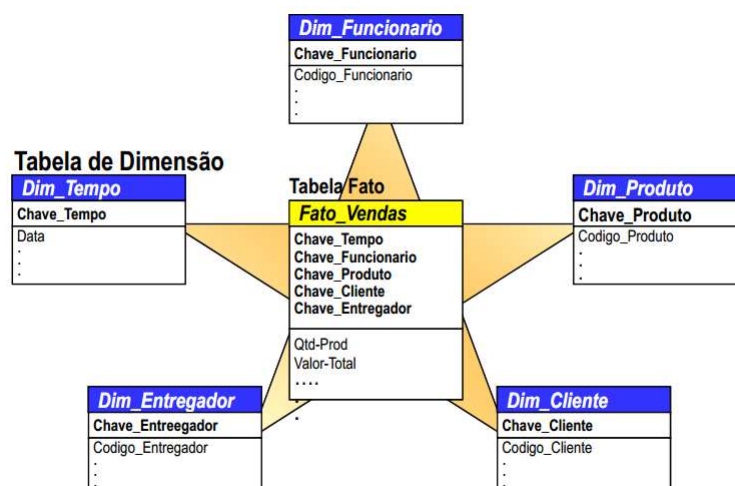 Dim_Funcionario
Chave_Funcionario
Codigo_Funcionario
.
.
.
Tabela de Dimensão
Dim_Tempo
Chave_Tempo
Data
.
.
.
Tabela Fato
Fato_Vendas
Chave_Tempo
Chave_Funcionario
Chave_Produto
Chave_Cliente
Chave_Entregador
Qtd-Prod
Valor-Total
....
.
.
Dim_Produto
Chave_Produto
Codigo_Produto
.
.
.
Dim_Entregador
Chave_Entreegador
Codigo_Entregador
.
.
.
Dim_Cliente
Chave_Cliente
Codigo_Cliente
.
.
.